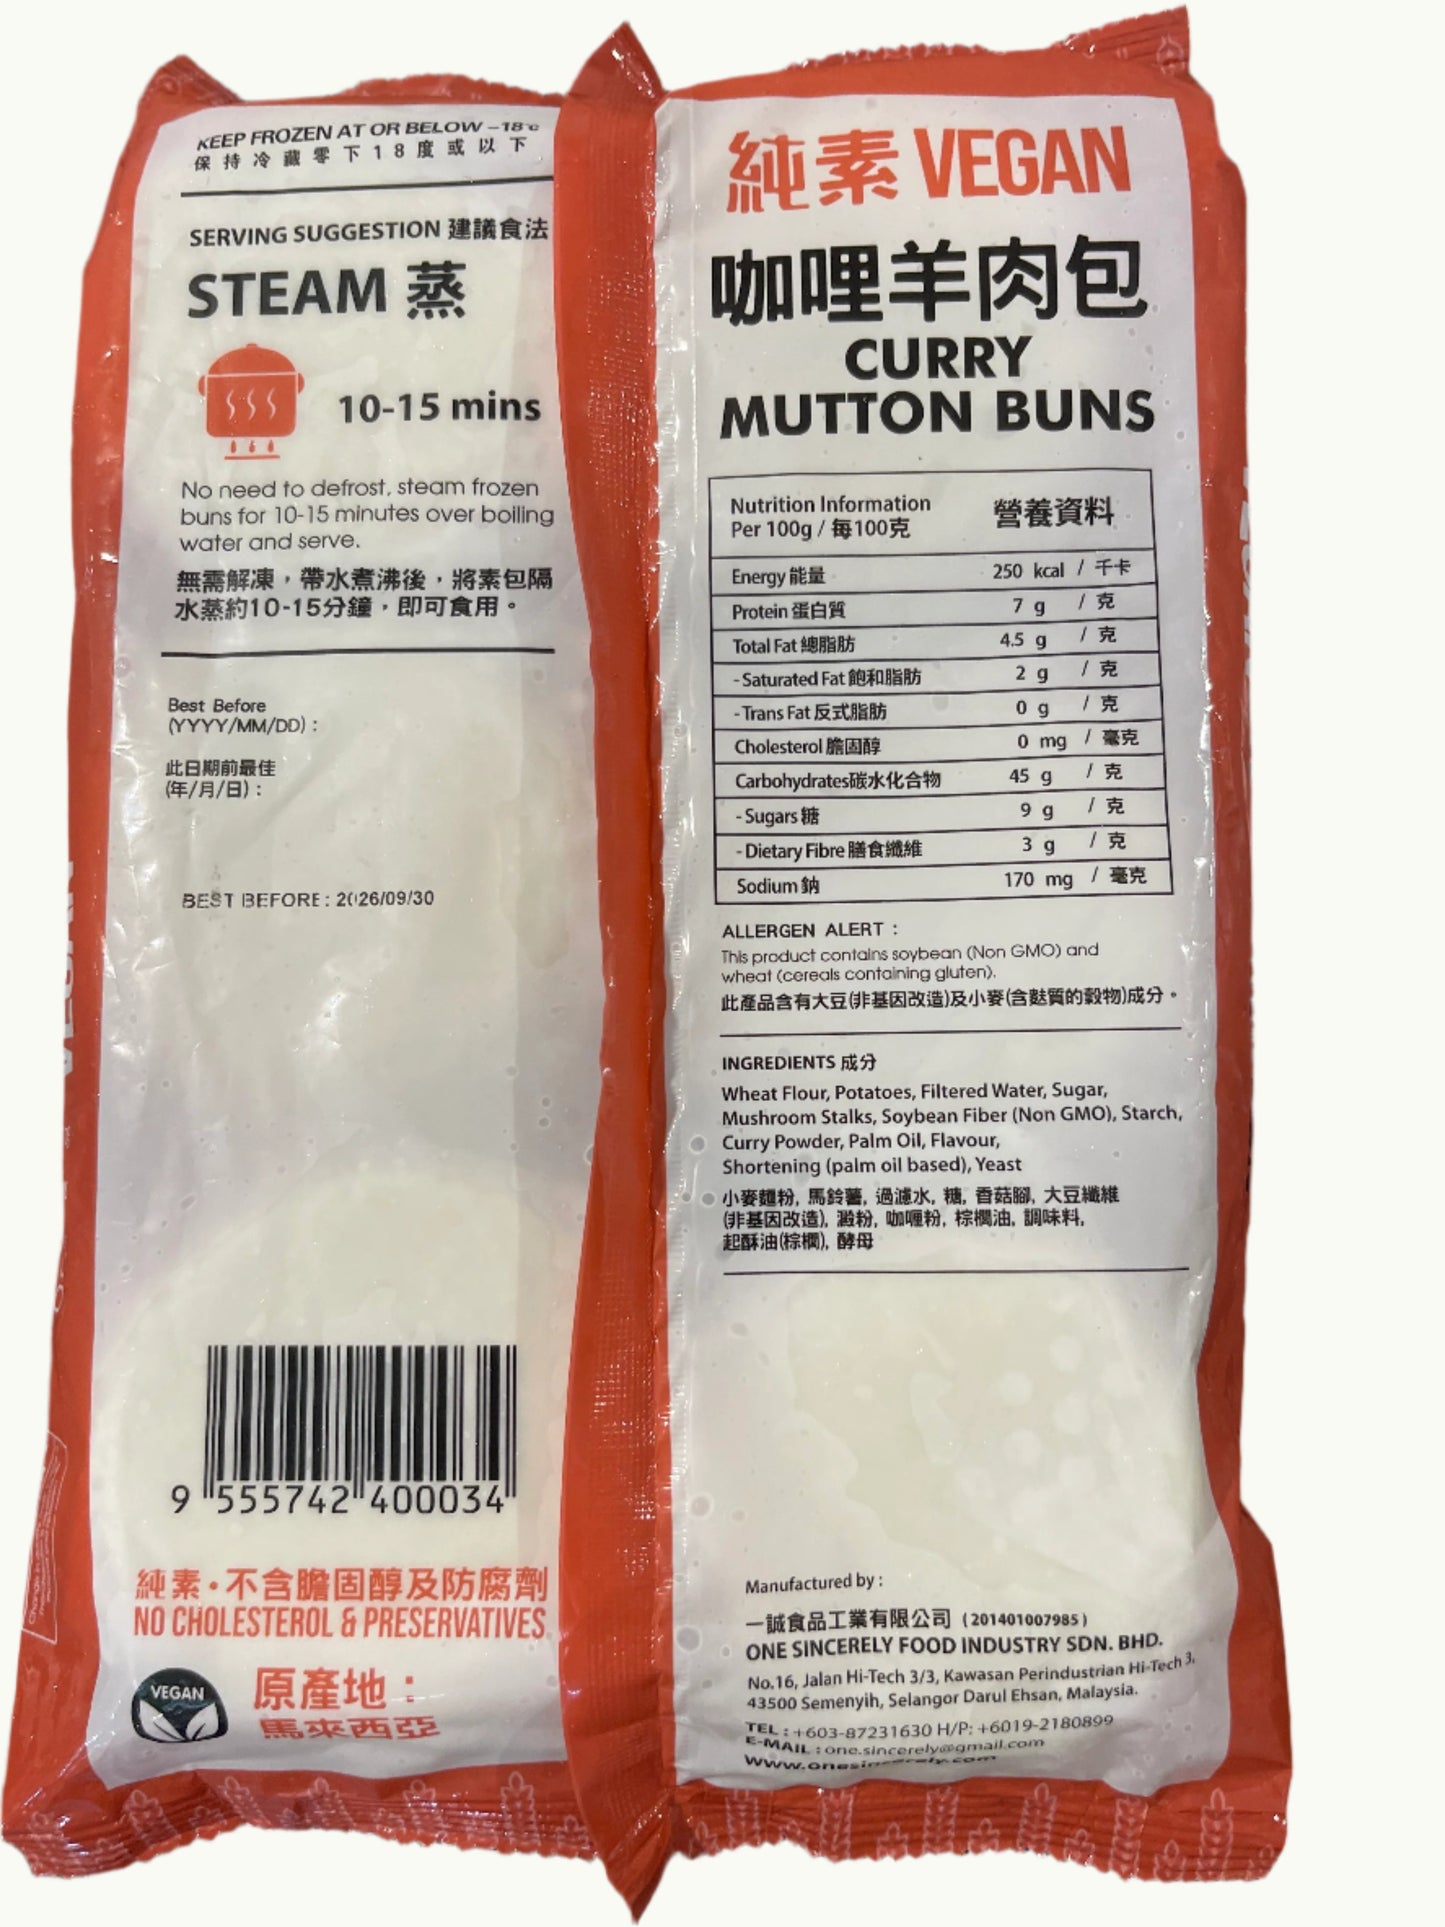 KEEP FROZEN AT OR BELOW -18°C
保持冷藏零下18度或以下
SERVING SUGGESTION 建議食法
STEAM 蒸
10-15 mins
No need to defrost, steam frozen
buns for 10-15 minutes over boiling
water and serve.
無需解凍，帶水煮沸後，將素包隔
水蒸約10-15分鐘，即可食用。
Best Before
(YYYY/MM/DD) :
此日期前最佳
(年/月/日) :
BEST BEFORE : 2026/09/30
9 555742 400034
純素・不含膽固醇及防腐劑
NO CHOLESTEROL & PRESERVATIVES
VEGAN
原產地：
馬來西亞
純素 VEGAN
咖哩羊肉包
CURRY
MUTTON BUNS
Nutrition Information 營養資料
Per 100g / 每100克
Energy 能量 250 kcal / 千卡
Protein 蛋白質 7 g / 克
Total Fat 總脂肪 4.5 g / 克
- Saturated Fat 飽和脂肪 2 g / 克
- Trans Fat 反式脂肪 0 g / 克
Cholesterol 膽固醇 0 mg / 毫克
Carbohydrates碳水化合物 45 g / 克
- Sugars 糖 9 g / 克
- Dietary Fibre 膳食纖維 3 g / 克
Sodium 鈉 170 mg / 毫克
ALLERGEN ALERT :
This product contains soybean (Non GMO) and
wheat (cereals containing gluten).
此產品含有大豆(非基因改造)及小麥(含麩質的穀物)成分。
INGREDIENTS 成分
Wheat Flour, Potatoes, Filtered Water, Sugar,
Mushroom Stalks, Soybean Fiber (Non GMO), Starch,
Curry Powder, Palm Oil, Flavour,
Shortening (palm oil based), Yeast
小麥麵粉, 馬鈴薯, 過濾水, 糖, 香菇腳, 大豆纖維
(非基因改造), 澱粉, 咖喱粉, 棕櫚油, 調味料,
起酥油(棕櫚), 酵母
Manufactured by :
一誠食品工業有限公司 (201401007985)
ONE SINCERELY FOOD INDUSTRY SDN. BHD.
No.16, Jalan Hi-Tech 3/3, Kawasan Perindustrian Hi-Tech 3,
43500 Semenyih, Selangor Darul Ehsan, Malaysia.
TEL : +603-87231630 H/P: +6019-2180899
E-MAIL : one.sincerely@gmail.com
www.onesincerely.com